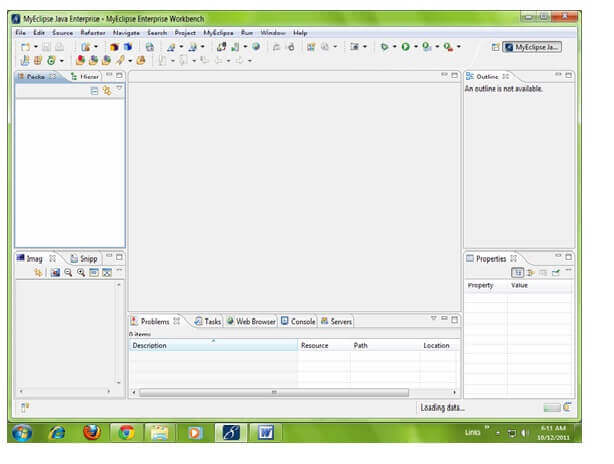 MyEclipse Java Enterprise - MyEclipse Enterprise Workbench
File Edit Source Refactor Navigate Search Project MyEclipse Run Window Help
MyEclipse Ja...
Packa
Hierar
Outline
An outline is not available.
Imag
Snipp
Properties
Property Value
Problems Tasks Web Browser Console Servers
0 items
Description Resource Path Location
Loading data...
Links
6:11 AM
10/12/2011